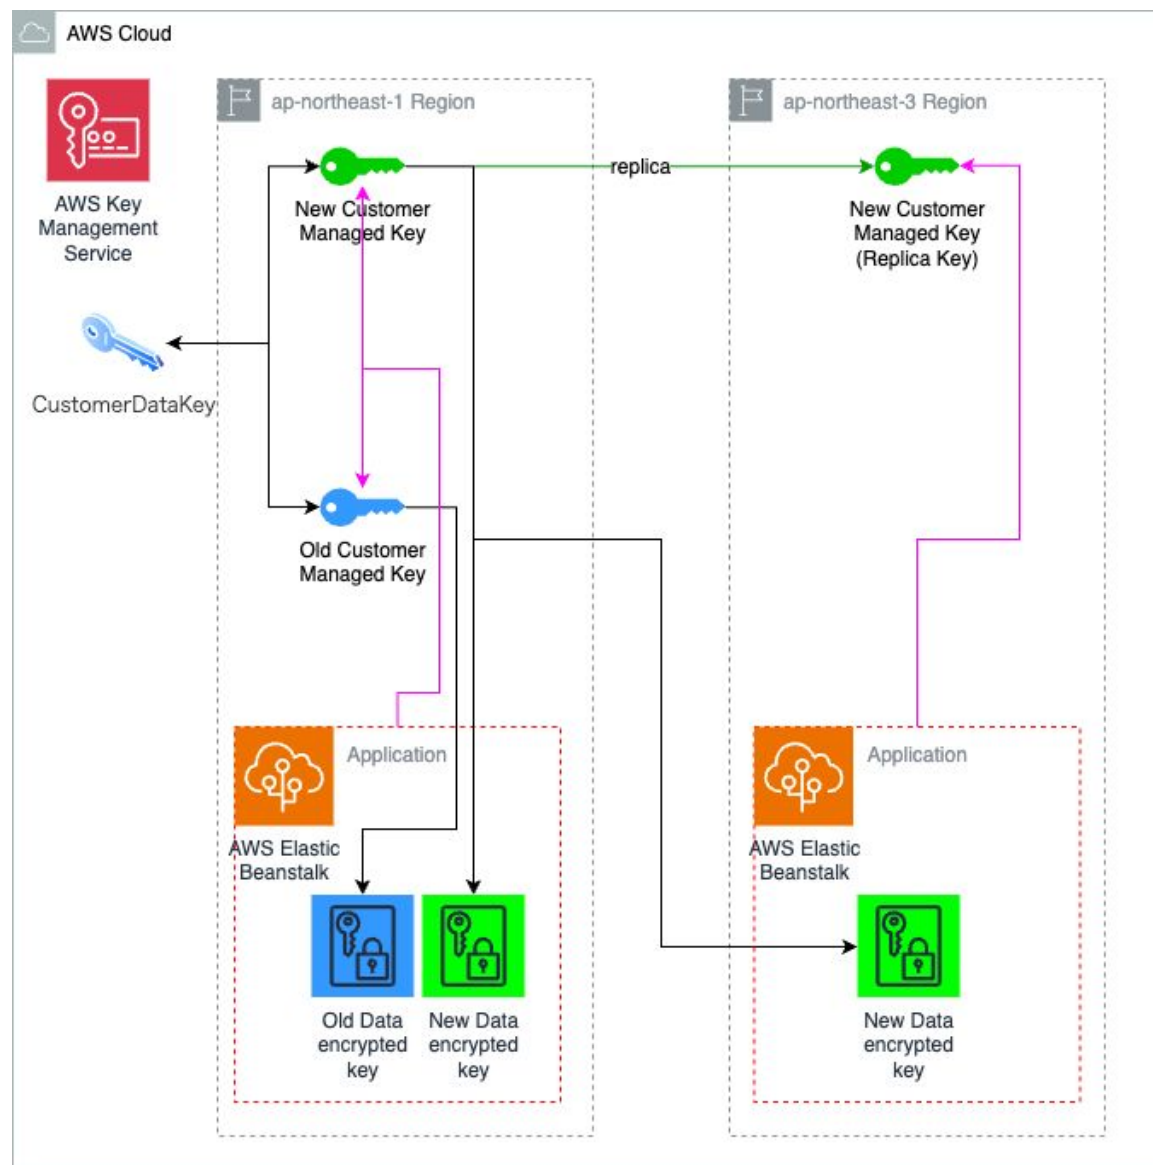 AWS Cloud
ap-northeast-1 Region
ap-northeast-3 Region
AWS Key
Management
Service
replica
New Customer
Managed Key
New Customer
Managed Key
(Replica Key)
CustomerDataKey
Old Customer
Managed Key
Application
AWS Elastic
Beanstalk
Application
AWS Elastic
Beanstalk
Old Data
encrypted
key
New Data
encrypted
key
New Data
encrypted
key